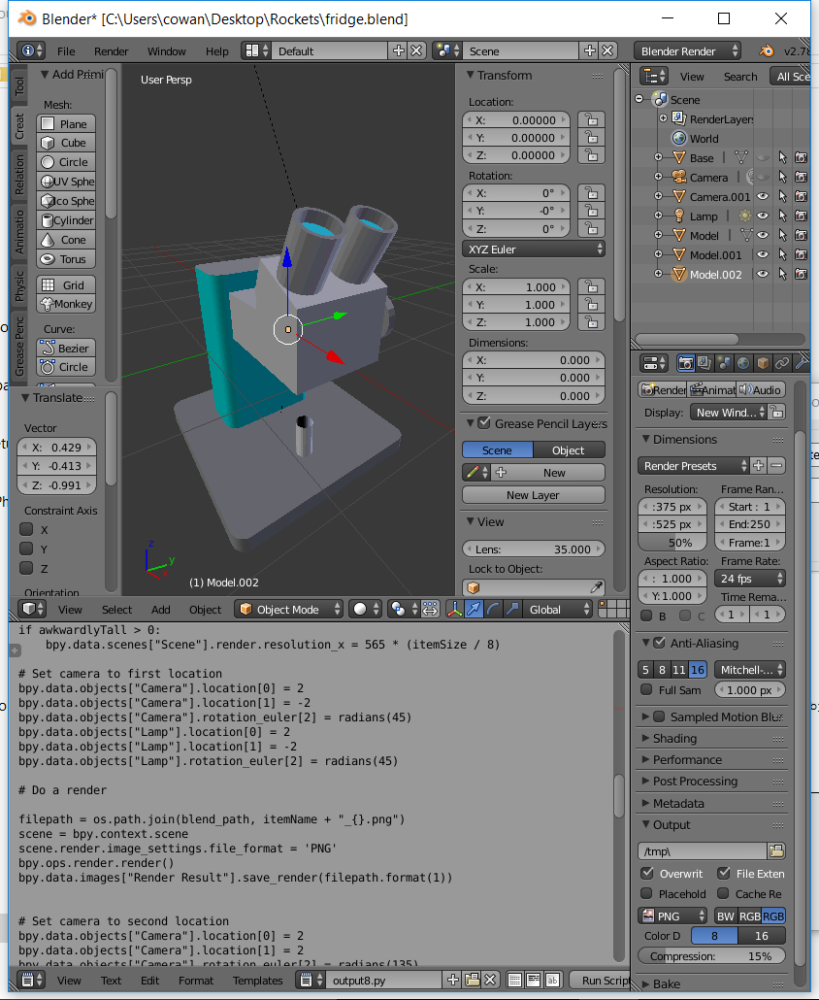 Blender* [C:\Users\cowan\Desktop\Rockets\fridge.blend]
File Render Window Help Default Scene Blender Render v2.7
Tool
Creat
Relation
Animatio
Physic
Grease Penc
Add Primi
Mesh:
Plane
Cube
Circle
UV Sphe
Ico Sphe
Cylinder
Cone
Torus
Grid
Monkey
Curve:
Bezier
Circle
Translate
Vector
X: 0.429
Y: -0.413
Z: -0.991
Constraint Axis
X
Y
Z
Orientation
User Persp
z
y
x
(1) Model.002
Transform
Location:
X: 0.00000
Y: 0.00000
Z: 0.00000
Rotation:
X: 0°
Y: -0°
Z: 0°
XYZ Euler
Scale:
X: 1.000
Y: 1.000
Z: 1.000
Dimensions:
X: 0.000
Y: 0.000
Z: 0.000
Grease Pencil Layers
Scene Object
New
New Layer
View
Lens: 35.000
Lock to Object:
View Select Add Object Object Mode Global
View Search All Sce
Scene
RenderLayers
World
Base
Camera
Camera.001
Lamp
Model
Model.001
Model.002
Render Animat Audio
Display: New Wind...
Dimensions
Render Presets
Resolution: Frame Ran...
:375 px Start : 1
:525 px End:250
50% Frame:1
Aspect Ratio: Frame Rate:
: 1.000 24 fps
Y: 1.000 Time Rema...
B C 1 1
Anti-Aliasing
5 8 11 16 Mitchell-...
Full Sam 1.000 px
Sampled Motion Blur
Shading
Performance
Post Processing
Metadata
Output
/tmp\
Overwrit File Exten
Placehold Cache Re
PNG BW RGB RGB
Color D 8 16
Compression: 15%
Bake
if awkwardlyTall > 0:
    bpy.data.scenes["Scene"].render.resolution_x = 565 * (itemSize / 8)
# Set camera to first location
bpy.data.objects["Camera"].location[0] = 2
bpy.data.objects["Camera"].location[1] = -2
bpy.data.objects["Camera"].rotation_euler[2] = radians(45)
bpy.data.objects["Lamp"].location[0] = 2
bpy.data.objects["Lamp"].location[1] = -2
bpy.data.objects["Lamp"].rotation_euler[2] = radians(45)
# Do a render
filepath = os.path.join(blend_path, itemName + "_{}.png")
scene = bpy.context.scene
scene.render.image_settings.file_format = 'PNG'
bpy.ops.render.render()
bpy.data.images["Render Result"].save_render(filepath.format(1))
# Set camera to second location
bpy.data.objects["Camera"].location[0] = 2
bpy.data.objects["Camera"].location[1] = 2
bpy.data.objects["Camera"].rotation_euler[2] = radians(135)
View Text Edit Format Templates output8.py Run Scrip